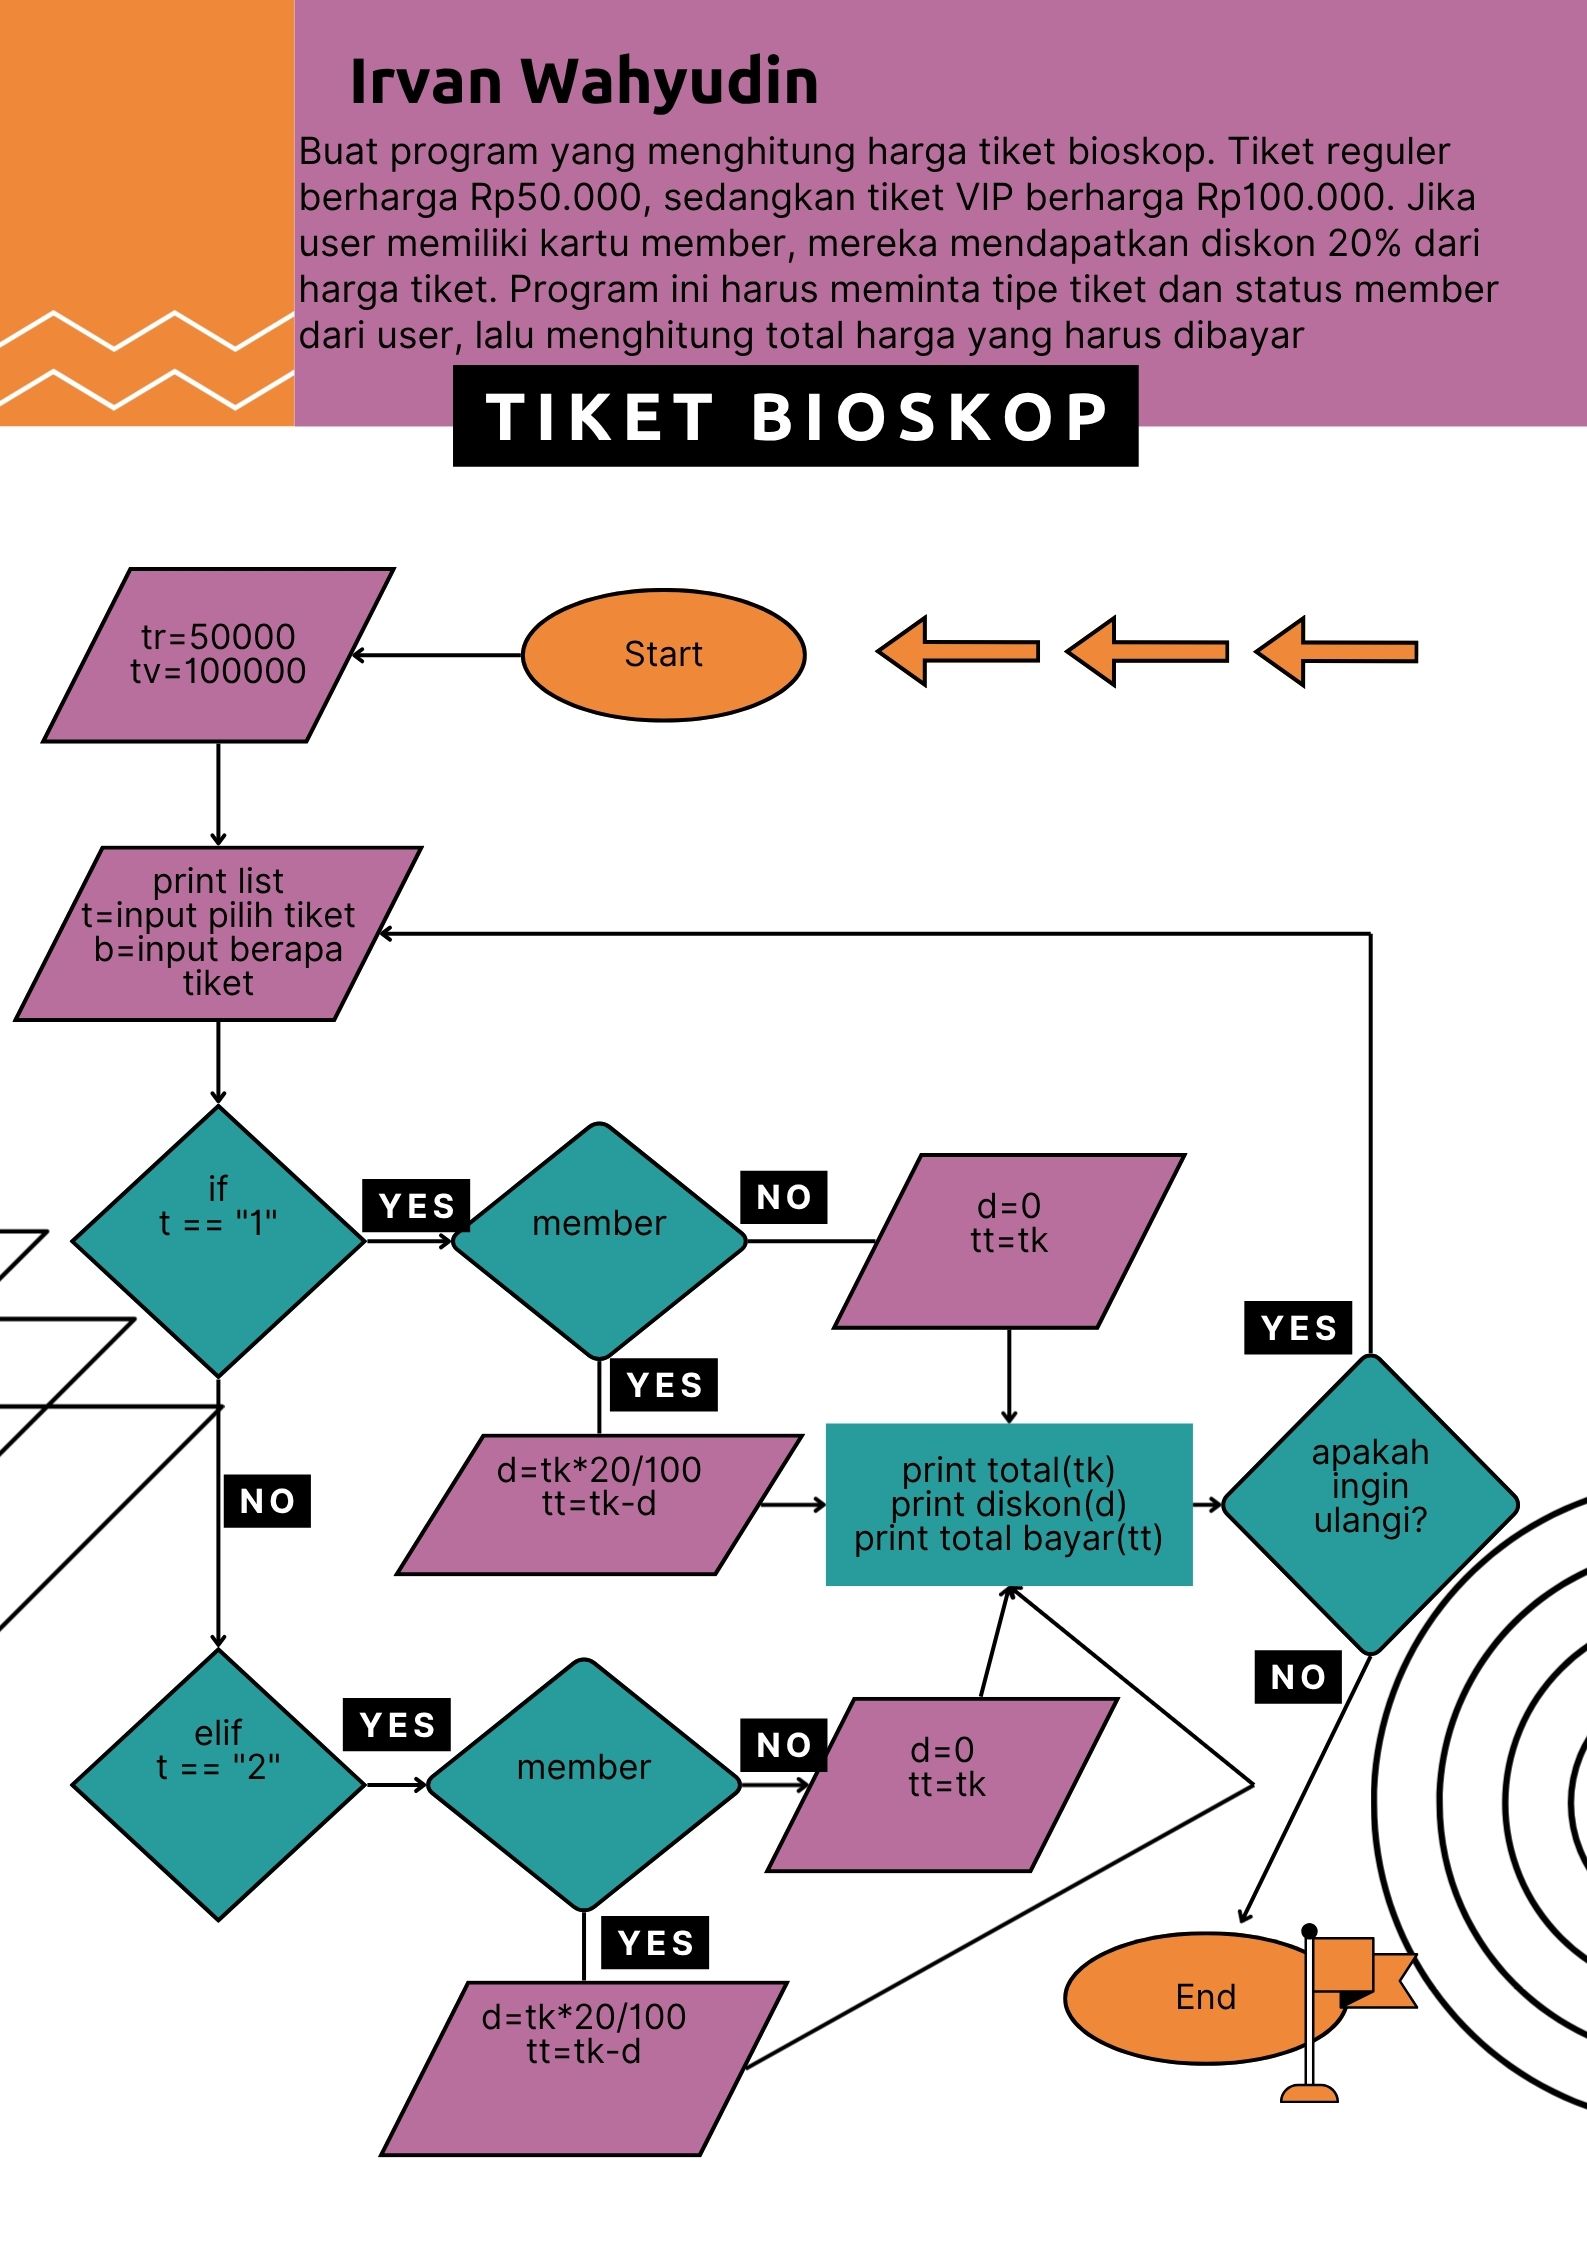 Irvan Wahyudin
Buat program yang menghitung harga tiket bioskop. Tiket reguler
berharga Rp50.000, sedangkan tiket VIP berharga Rp100.000. Jika
user memiliki kartu member, mereka mendapatkan diskon 20% dari
harga tiket. Program ini harus meminta tipe tiket dan status member
dari user, lalu menghitung total harga yang harus dibayar
TIKET BIOSKOP
tr=50000
tv=100000
Start
print list
t=input pilih tiket
b=input berapa
tiket
if
t == "1"
YES
member
NO
d=0
tt=tk
YES
YES
d=tk*20/100
tt=tk-d
print total(tk)
print diskon(d)
print total bayar(tt)
apakah
ingin
ulangi?
NO
NO
elif
t == "2"
YES
member
NO
d=0
tt=tk
YES
d=tk*20/100
tt=tk-d
End